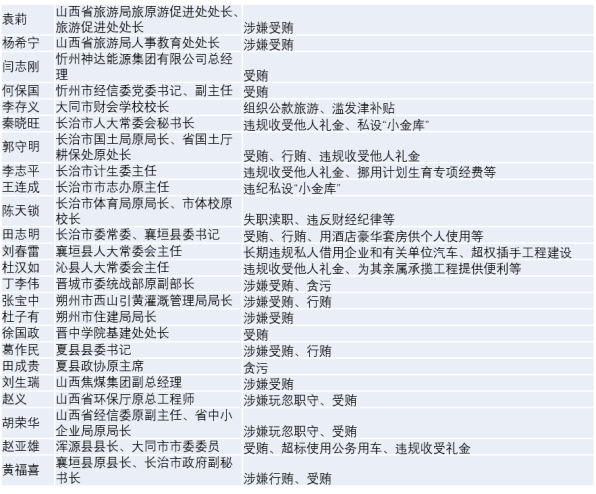 袁莉 山西省旅游局旅原游促进处处长、
旅游促进处处长 涉嫌受贿
杨希宁 山西省旅游局人事教育处处长 涉嫌受贿
闫志刚 忻州神达能源集团有限公司总经
理 受贿
何保国 忻州市经信委党委书记、副主任 受贿
李存义 大同市财会学校校长 组织公款旅游、滥发津补贴
秦晓旺 长治市人大常委会秘书长 违规收受他人礼金、私设“小金库”
郭守明 长治市国土局原局长、省国土厅
耕保处原处长 受贿、行贿、违规收受他人礼金
李志平 长治市计生委主任 违规收受他人礼金、挪用计划生育专项经费等
王连成 长治市市志办原主任 违纪私设“小金库”
陈天锁 长治市体育局原局长、市体校原
校长 失职渎职、违反财经纪律等
田志明 长治市委常委、襄垣县委书记 受贿、行贿、用酒店豪华套房供个人使用等
刘春雷 襄垣县人大常委会主任 长期违规私人借用企业和有关单位汽车、超权插手工程建设
杜汉如 沁县人大常委会主任 违规收受他人礼金、为其亲属承揽工程提供便利等
丁李伟 晋城市委统战部原副部长 涉嫌受贿、贪污
张宝中 朔州市西山引黄灌溉管理局局长 涉嫌受贿、行贿
杜子有 朔州市住建局局长 涉嫌受贿
徐国政 晋中学院基建处处长 受贿
葛作民 夏县县委书记 涉嫌受贿、行贿
田成贵 夏县政协原主席 贪污
刘生瑞 山西焦煤集团副总经理 涉嫌受贿
赵义 山西省环保厅原总工程师 涉嫌玩忽职守、受贿
胡荣华 山西省经信委原副主任、省中小
企业局原局长 涉嫌玩忽职守、受贿
赵亚雄 浑源县县长、大同市市委委员 受贿、超标使用公务用车、违规收受礼金
黄福喜 襄垣县原县长、长治市政府副秘
书长 涉嫌行贿、受贿